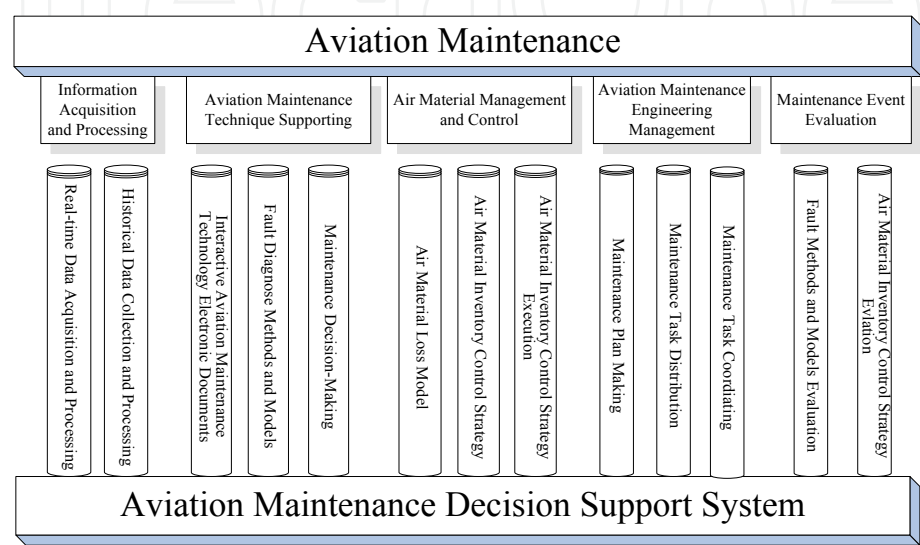 Aviation Maintenance
Information
Acquisition
and Processing
Aviation Maintenance
Technique Supporting
Air Material Management
and Control
Aviation Maintenance
Engineering
Management
Maintenance Event
Evaluation
Real-time Data Acquisition and Processing
Historical Data Collection and Processing
Interactive Aviation Maintenance
Technology Electronic Documents
Fault Diagnose Methods and Models
Maintenance Decision-Making
Air Material Loss Model
Air Material Inventory Control Strategy
Air Material Inventory Control Strategy
Execution
Maintenance Plan Making
Maintenance Task Distribution
Maintenance Task Coordiating
Fault Methods and Models Evaluation
Air Material Inventory Control Strategy
Evlation
Aviation Maintenance Decision Support System